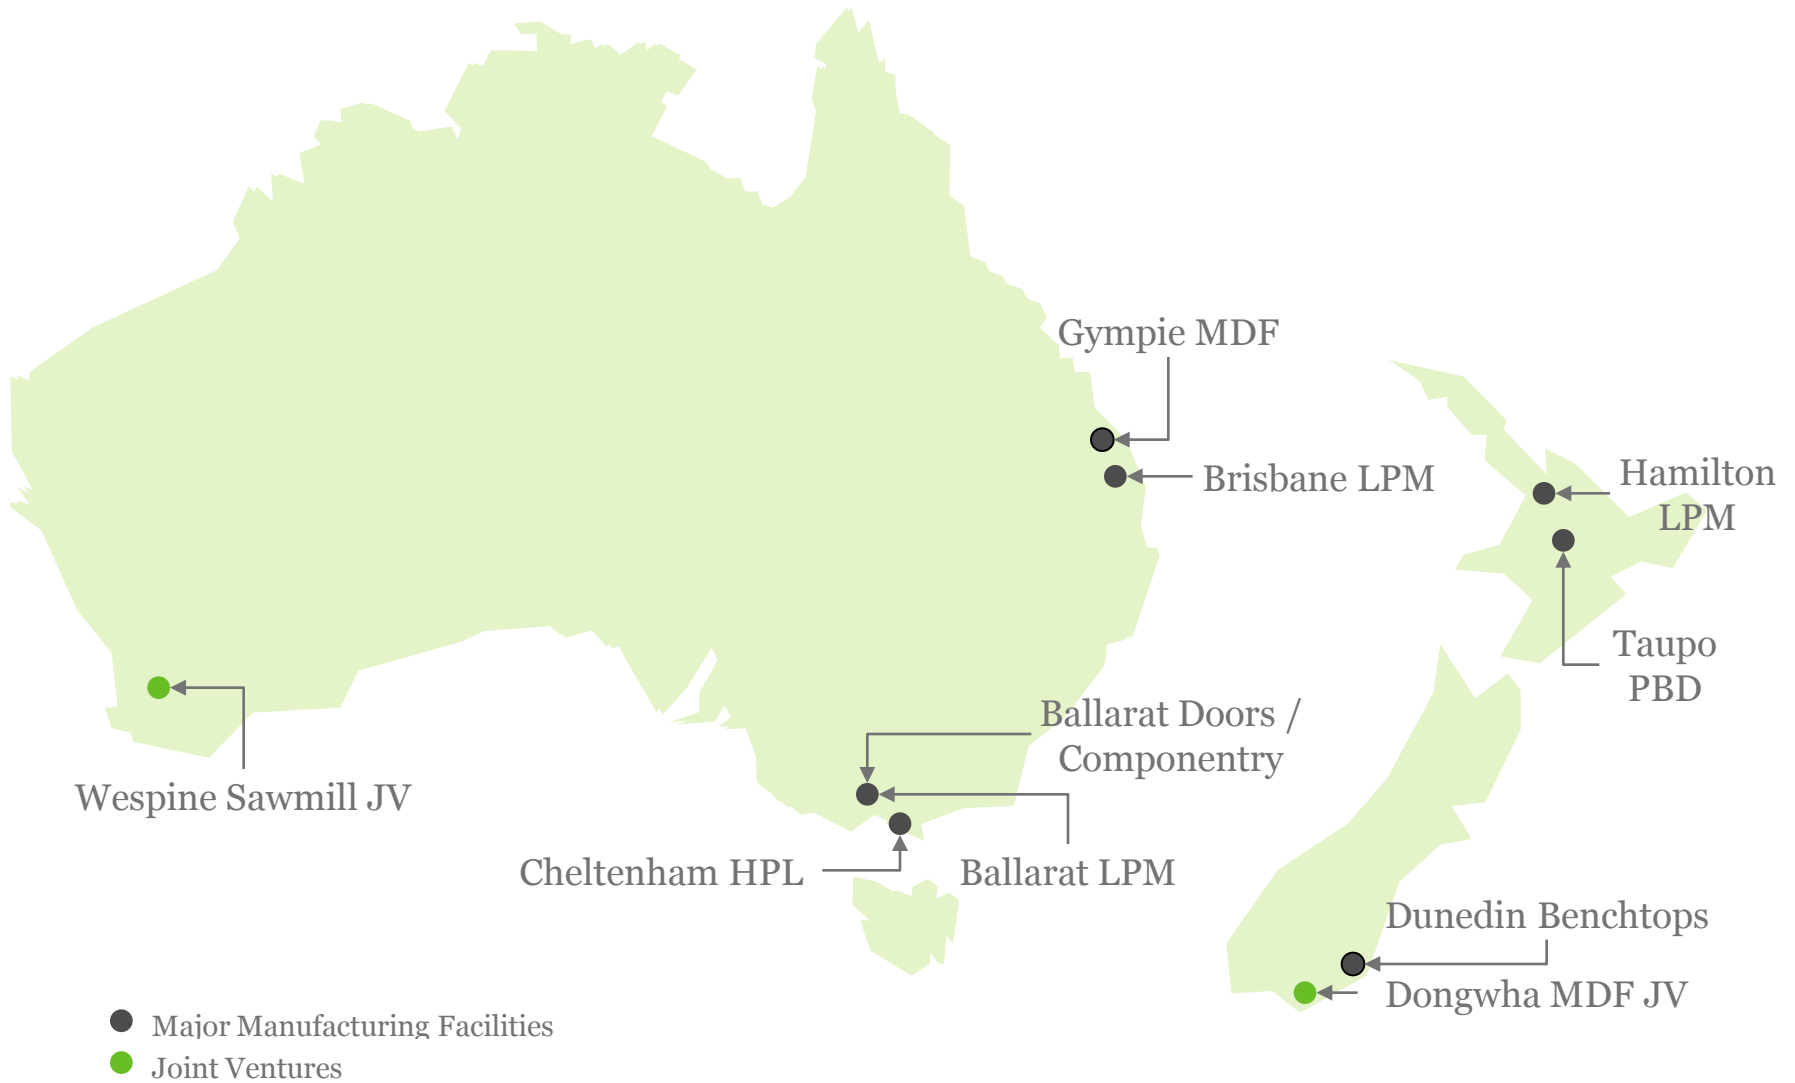 Gympie MDF
Brisbane LPM
Hamilton
LPM
Taupo
PBD
Ballarat Doors /
Componentry
Wespine Sawmill JV
Cheltenham HPL
Ballarat LPM
Dunedin Benchtops
Dongwha MDF JV
Major Manufacturing Facilities
Joint Ventures